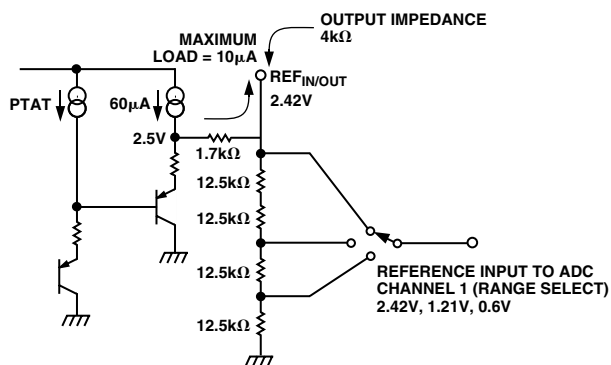 OUTPUT IMPEDANCE
4kΩ
MAXIMUM
LOAD = 10μA
REFIN/OUT
2.42V
PTAT
60μA
2.5V
1.7kΩ
12.5kΩ
12.5kΩ
12.5kΩ
12.5kΩ
REFERENCE INPUT TO ADC
CHANNEL 1 (RANGE SELECT)
2.42V, 1.21V, 0.6V